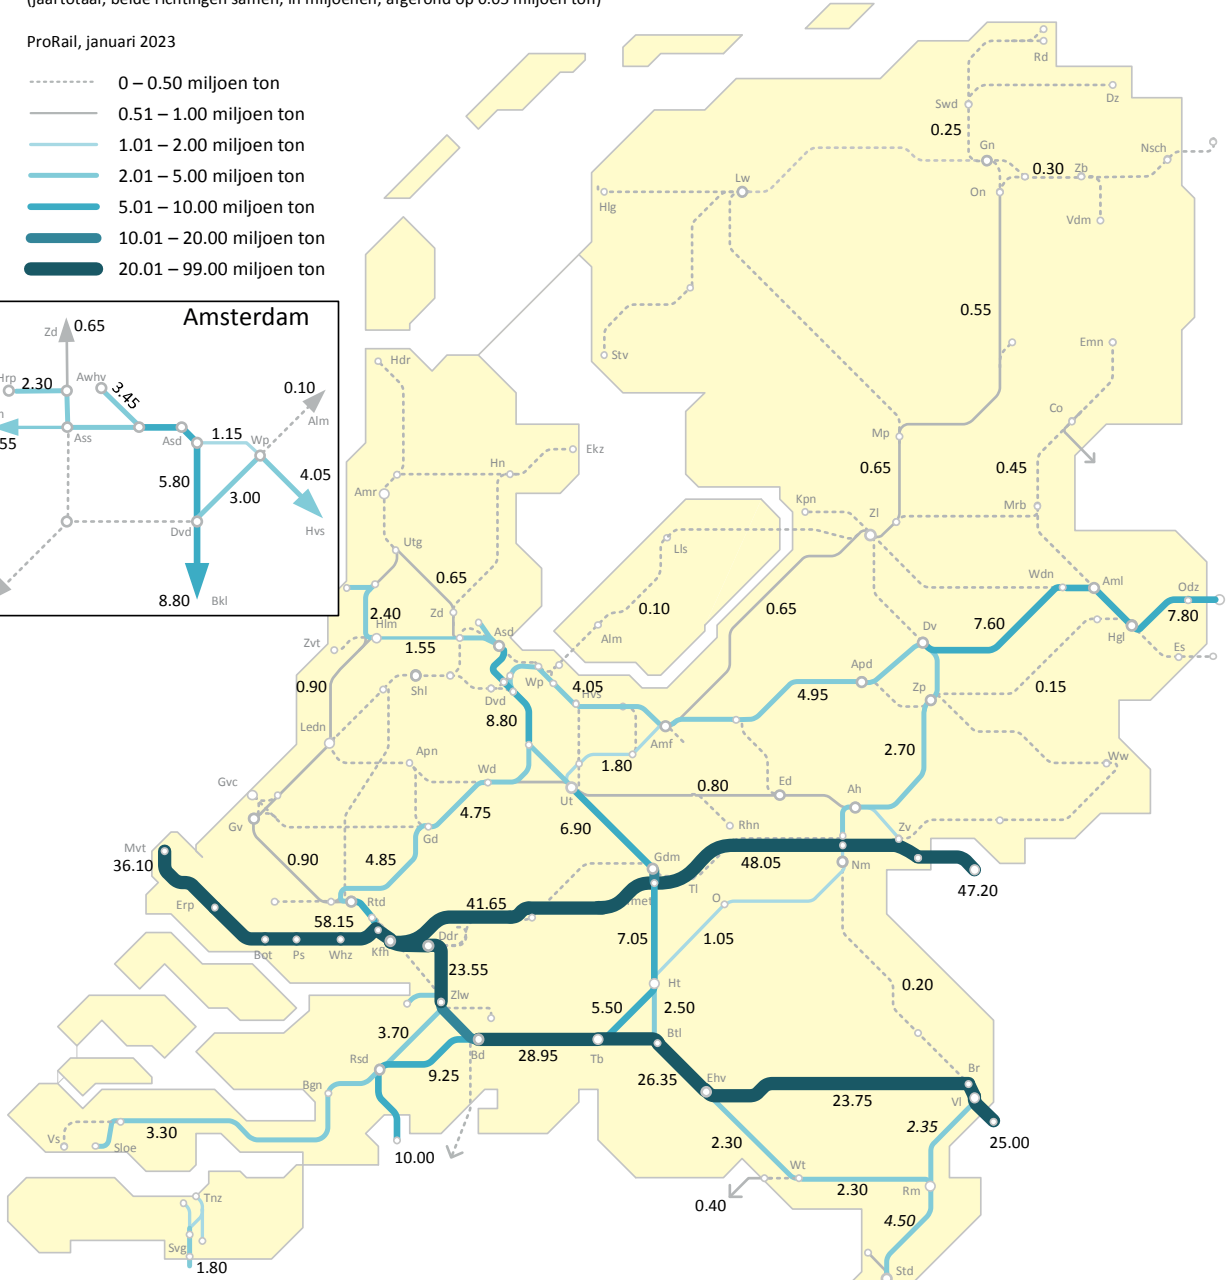 ProRail, januari 2023
0 – 0.50 miljoen ton
0.51 – 1.00 miljoen ton
1.01 – 2.00 miljoen ton
2.01 – 5.00 miljoen ton
5.01 – 10.00 miljoen ton
10.01 – 20.00 miljoen ton
20.01 – 99.00 miljoen ton
Amsterdam
Zd 0.65
Hrp 2.30 Awhv 3.45
0.10
Alm
55
Ass
Asd 1.15 Wp
5.80
3.00
4.05
Dvd
Hvs
8.80 Bkl
Rd
Swd
Dz
0.25
Gn
0.30 Zb
Nsch
Hlg
Lw
On
Vdm
0.55
Stv
Emn
Hdr
Co
Mp
Ekz
Hn
0.65
0.45
Amr
Kpn
Zl
Mrb
Utg
Lls
0.65
Wdn
Aml
Odz
2.40
Zd
0.10
0.65
7.80
Hlm
Asd
Alm
Dv
7.60
Hgl
Zvt
1.55
Es
0.90
Shl
Wp
4.05
Apd
4.95
Zp
0.15
Dvd
Hvs
8.80
Ledn
Amf
2.70
Apn
Ww
Gvc
Wd
1.80
0.80
Ed
Ah
Ut
4.75
Gv
Gd
6.90
Rhn
Zv
Mvt
36.10
0.90
4.85
Gdm
48.05
Nm
47.20
Erp
Rtd
Tl
met
O
58.15
41.65
Bot
Ps
Whz
Kfh
Ddr
7.05
1.05
23.55
Zlw
Ht
0.20
5.50
2.50
3.70
Btl
Rsd
Bd
28.95
Tb
9.25
26.35
Ehv
Br
Bgn
23.75
Vl
3.30
2.35
Vs
Sloe
25.00
10.00
2.30
Wt
2.30
Rm
Tnz
0.40
4.50
Svg
1.80
Std